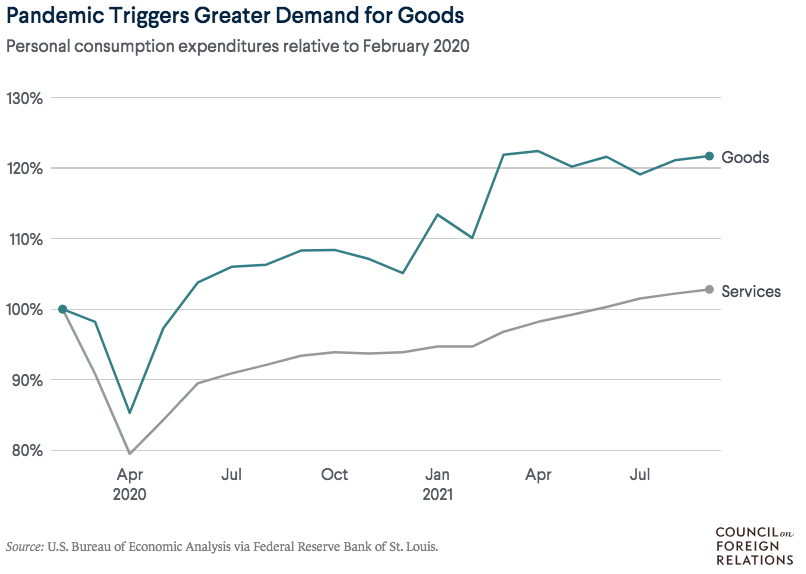 Pandemic Triggers Greater Demand for Goods
Personal consumption expenditures relative to February 2020
130%
Goods
120%
110%
Services
100%
90%
80%
Apr Jul Oct Jan Apr Jul
2020 2021
Source: U.S. Bureau of Economic Analysis via Federal Reserve Bank of St. Louis.
COUNCIL on
FOREIGN
RELATIONS